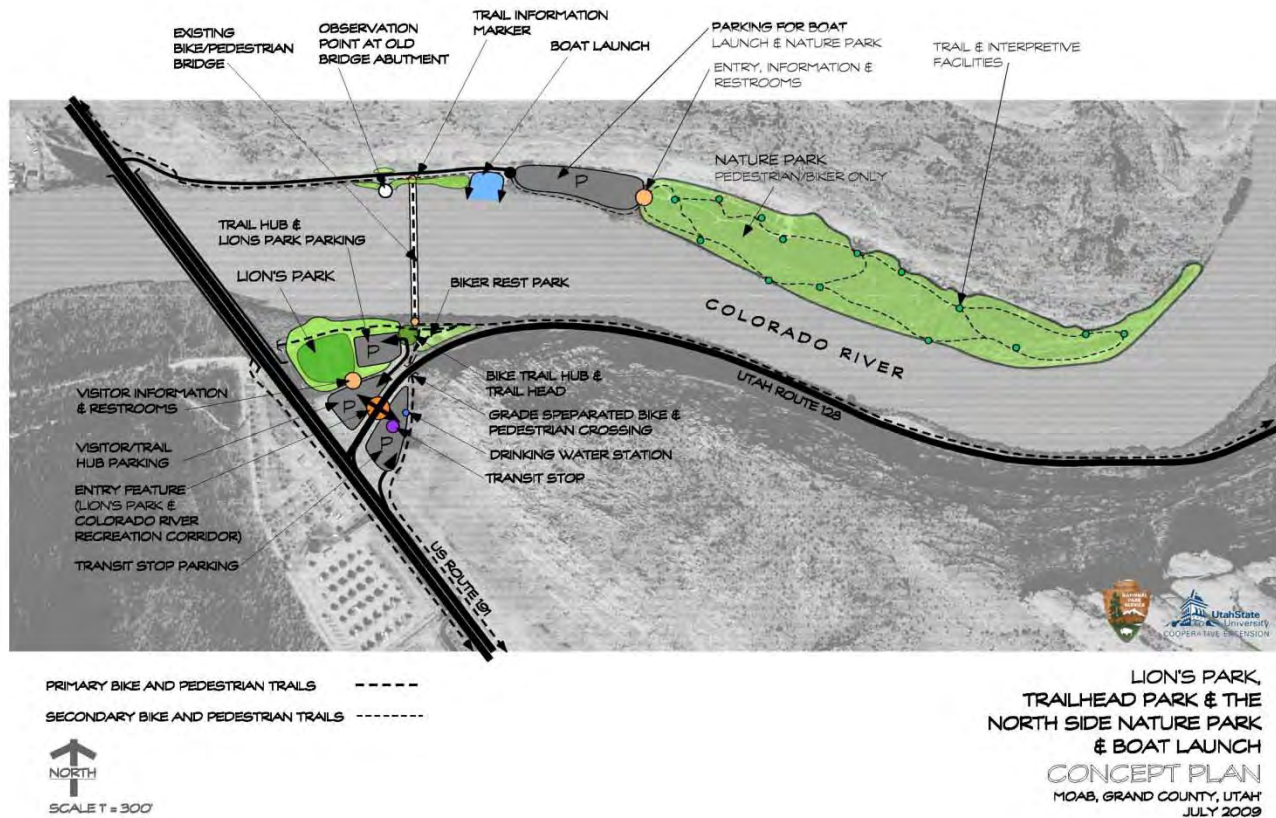 EXISTING
BIKE/PEDESTRIAN
BRIDGE
OBSERVATION
POINT AT OLD
BRIDGE ABUTMENT
TRAIL INFORMATION
MARKER
BOAT LAUNCH
PARKING FOR BOAT
LAUNCH & NATURE PARK
ENTRY, INFORMATION &
RESTROOMS
TRAIL & INTERPRETIVE
FACILITIES
P
NATURE PARK
PEDESTRIAN/BIKER ONLY
TRAIL HUB &
LIONS PARK PARKING
LION'S PARK
BIKER REST PARK
COLORADO RIVER
UTAH ROUTE 128
P
P
P
VISITOR INFORMATION
& RESTROOMS
VISITOR/TRAIL
HUB PARKING
ENTRY FEATURE
(LION'S PARK &
COLORADO RIVER
RECREATION CORRIDOR)
TRANSIT STOP PARKING
BIKE TRAIL HUB &
TRAIL HEAD
GRADE SPEPARATED BIKE &
PEDESTRIAN CROSSING
DRINKING WATER STATION
TRANSIT STOP
US ROUTE 191
NATIONAL
PARK
SERVICE
UtahState
University
COOPERATIVE EXTENSION
PRIMARY BIKE AND PEDESTRIAN TRAILS
SECONDARY BIKE AND PEDESTRIAN TRAILS
NORTH
SCALE 1" = 300'
LION'S PARK,
TRAILHEAD PARK & THE
NORTH SIDE NATURE PARK
& BOAT LAUNCH
CONCEPT PLAN
MOAB, GRAND COUNTY, UTAH
JULY 2009